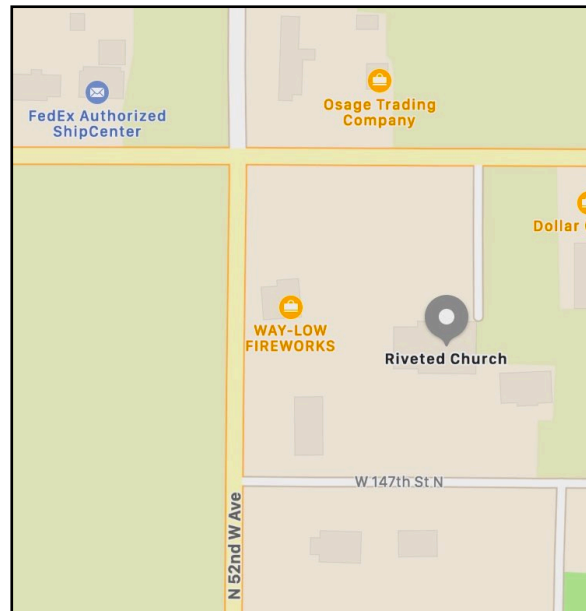 FedEx Authorized
ShipCenter
Osage Trading
Company
Dollar
WAY-LOW
FIREWORKS
Riveted Church
W 147th St N
N 52nd W Ave